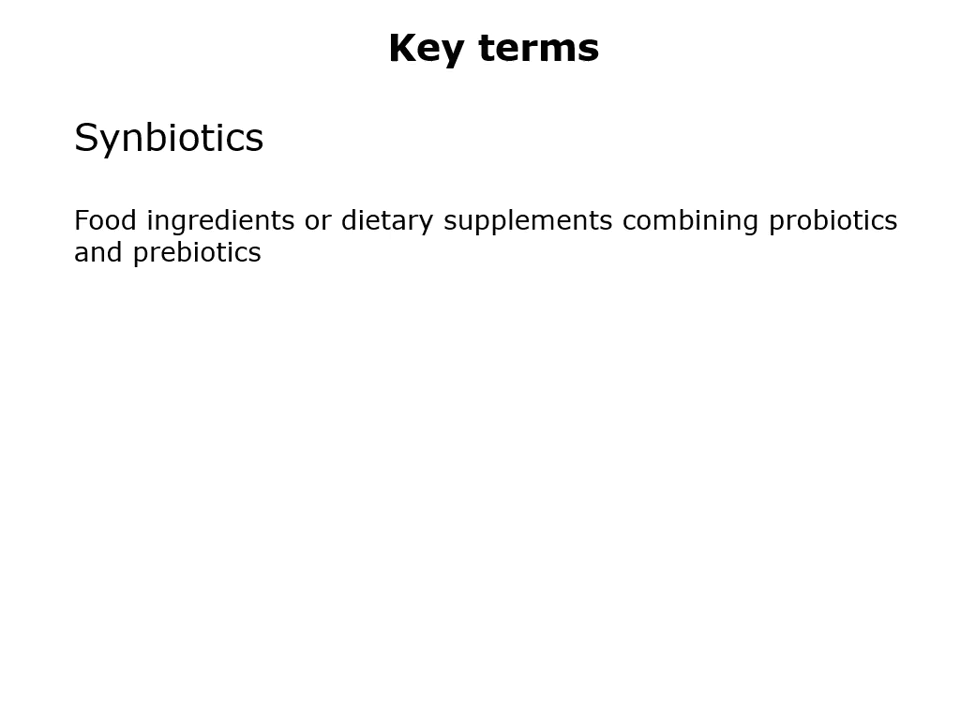 Key terms
Synbiotics
Food ingredients or dietary supplements combining probiotics
and prebiotics